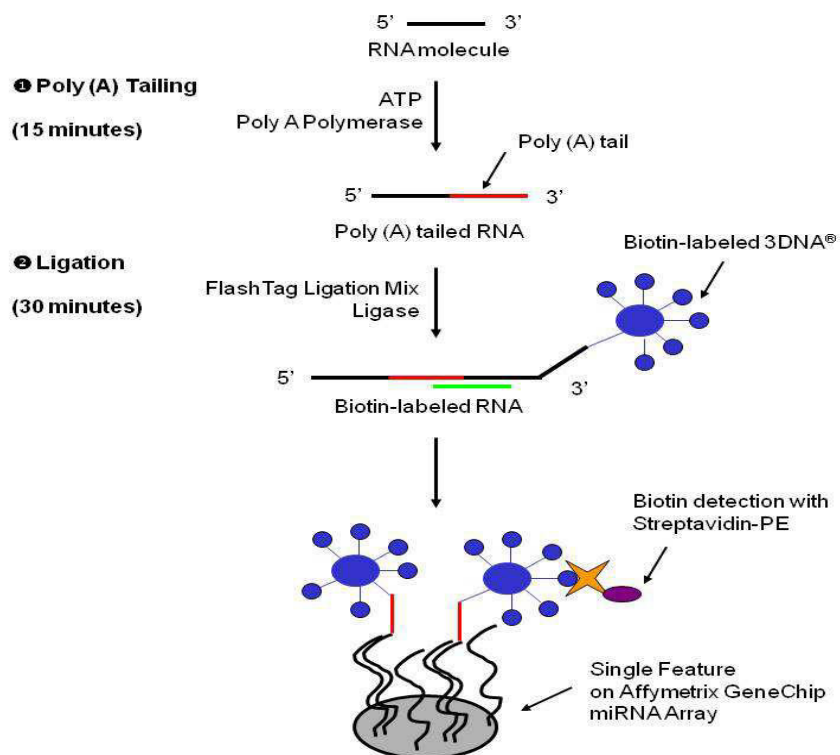 5’ 3’
RNA molecule
❶ Poly (A) Tailing
(15 minutes)
ATP
Poly A Polymerase
Poly (A) tail
5’ 3’
Poly (A) tailed RNA
Biotin-labeled 3DNA®
❷ Ligation
(30 minutes)
FlashTag Ligation Mix
Ligase
5’ 3’
Biotin-labeled RNA
Biotin detection with
Streptavidin-PE
Single Feature
on Affymetrix GeneChip
miRNA Array